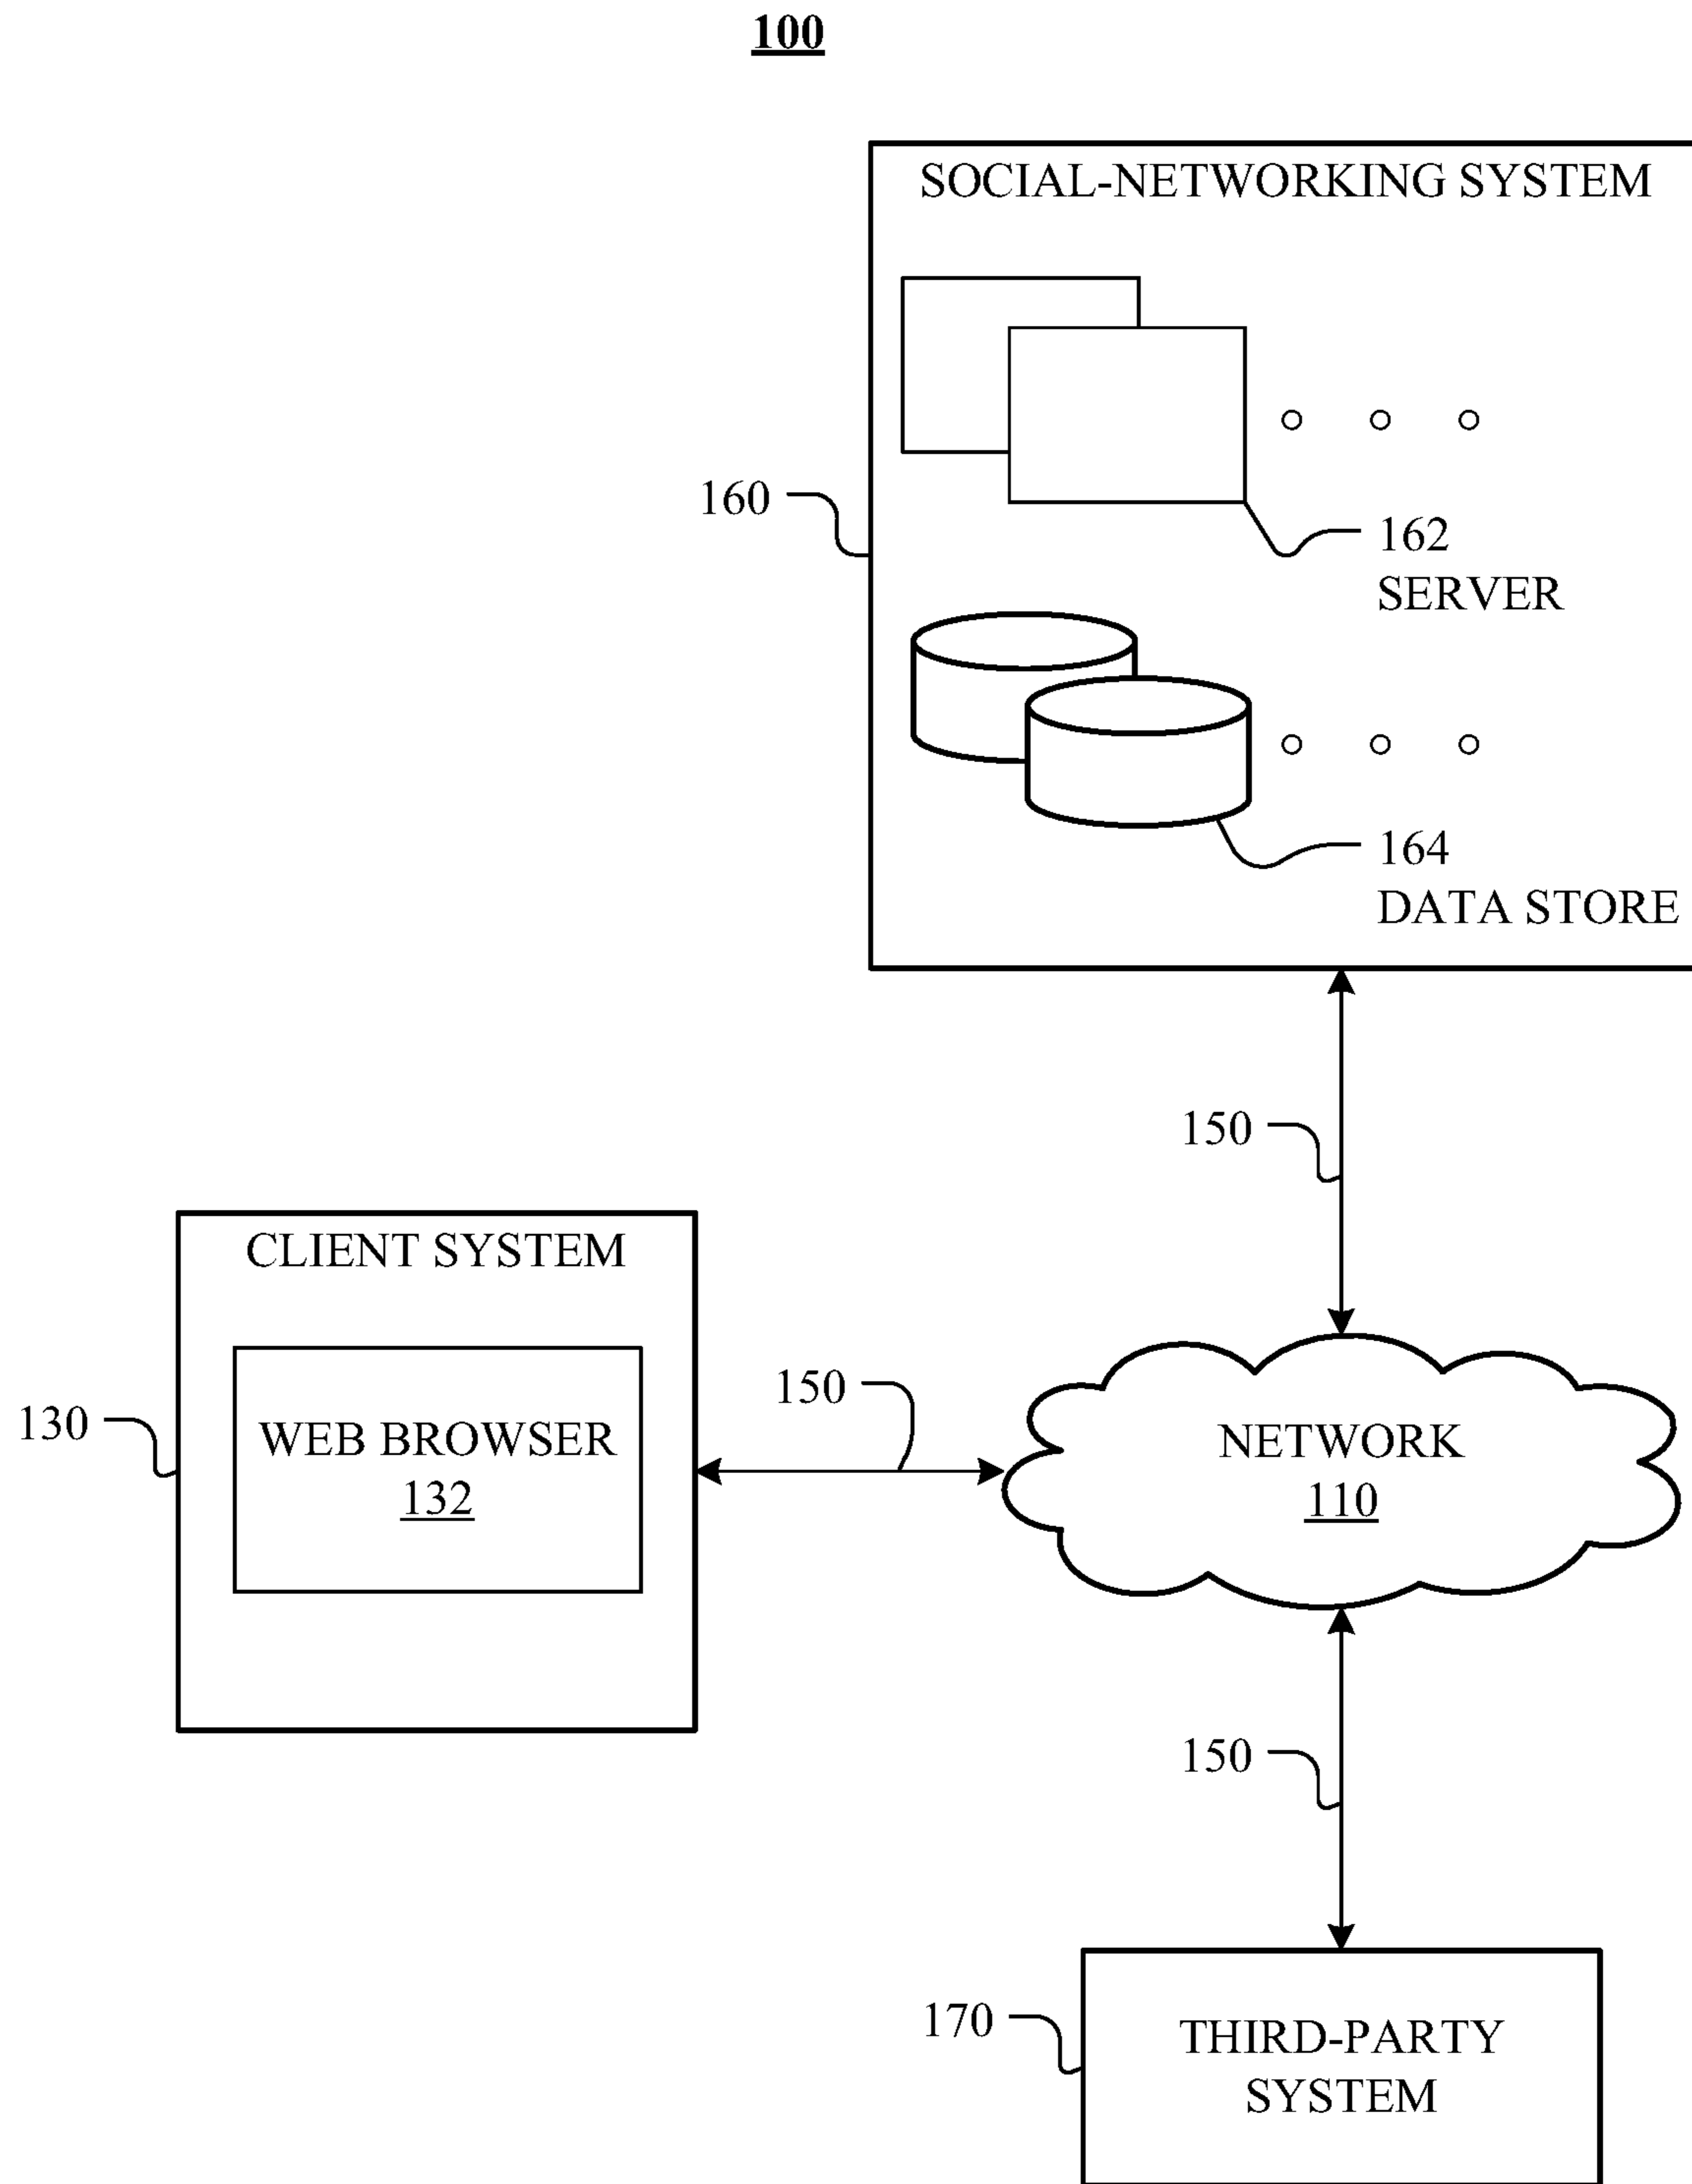 100
SOCIAL-NETWORKING SYSTEM
160
162
SERVER
164
DATA STORE
150
CLIENT SYSTEM
130
WEB BROWSER
132
150
NETWORK
110
150
170
THIRD-PARTY
SYSTEM